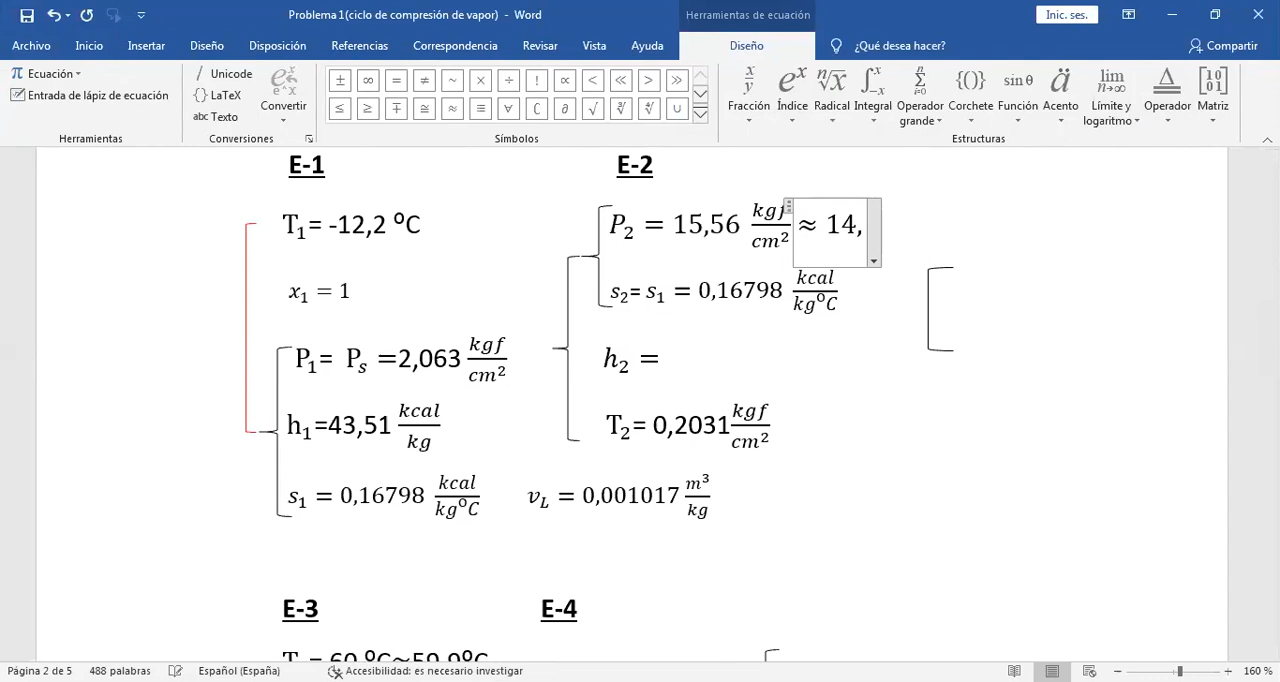 Problema 1(ciclo de compresión de vapor) - Word
Herramientas de ecuación
Inic. ses.
Archivo Inicio Insertar Diseño Disposición Referencias Correspondencia Revisar Vista Ayuda Diseño ¿Qué desea hacer? Compartir
π Ecuación
Entrada de lápiz de ecuación
Herramientas
Unicode
LaTeX
abc Texto
e^x Convertir
Conversiones
± ∞ = ≠ ~ × ÷ ! ∝ < ≪ > ≫
≤ ≥ ∓ ≅ ≈ ≡ ∀ ∁ ∂ √ ∛ ∜ ∪
Símbolos
Fracción Índice Radical Integral Operador grande Corchete Función Acento Límite y logaritmo Operador Matriz
Estructuras
E-1
T₁= -12,2 ºC
x₁ = 1
P₁= Pₛ =2,063 kgf/cm²
h₁=43,51 kcal/kg
s₁ = 0,16798 kcal/kgºC
E-2
P₂ = 15,56 kgf/cm² ≈ 14,
s₂= s₁ = 0,16798 kcal/kgºC
h₂ =
T₂= 0,2031 kgf/cm²
v_L = 0,001017 m³/kg
E-3
E-4
= 60 ºC≈59,9ºC
Página 2 de 5 488 palabras Español (España) Accesibilidad: es necesario investigar 160 %